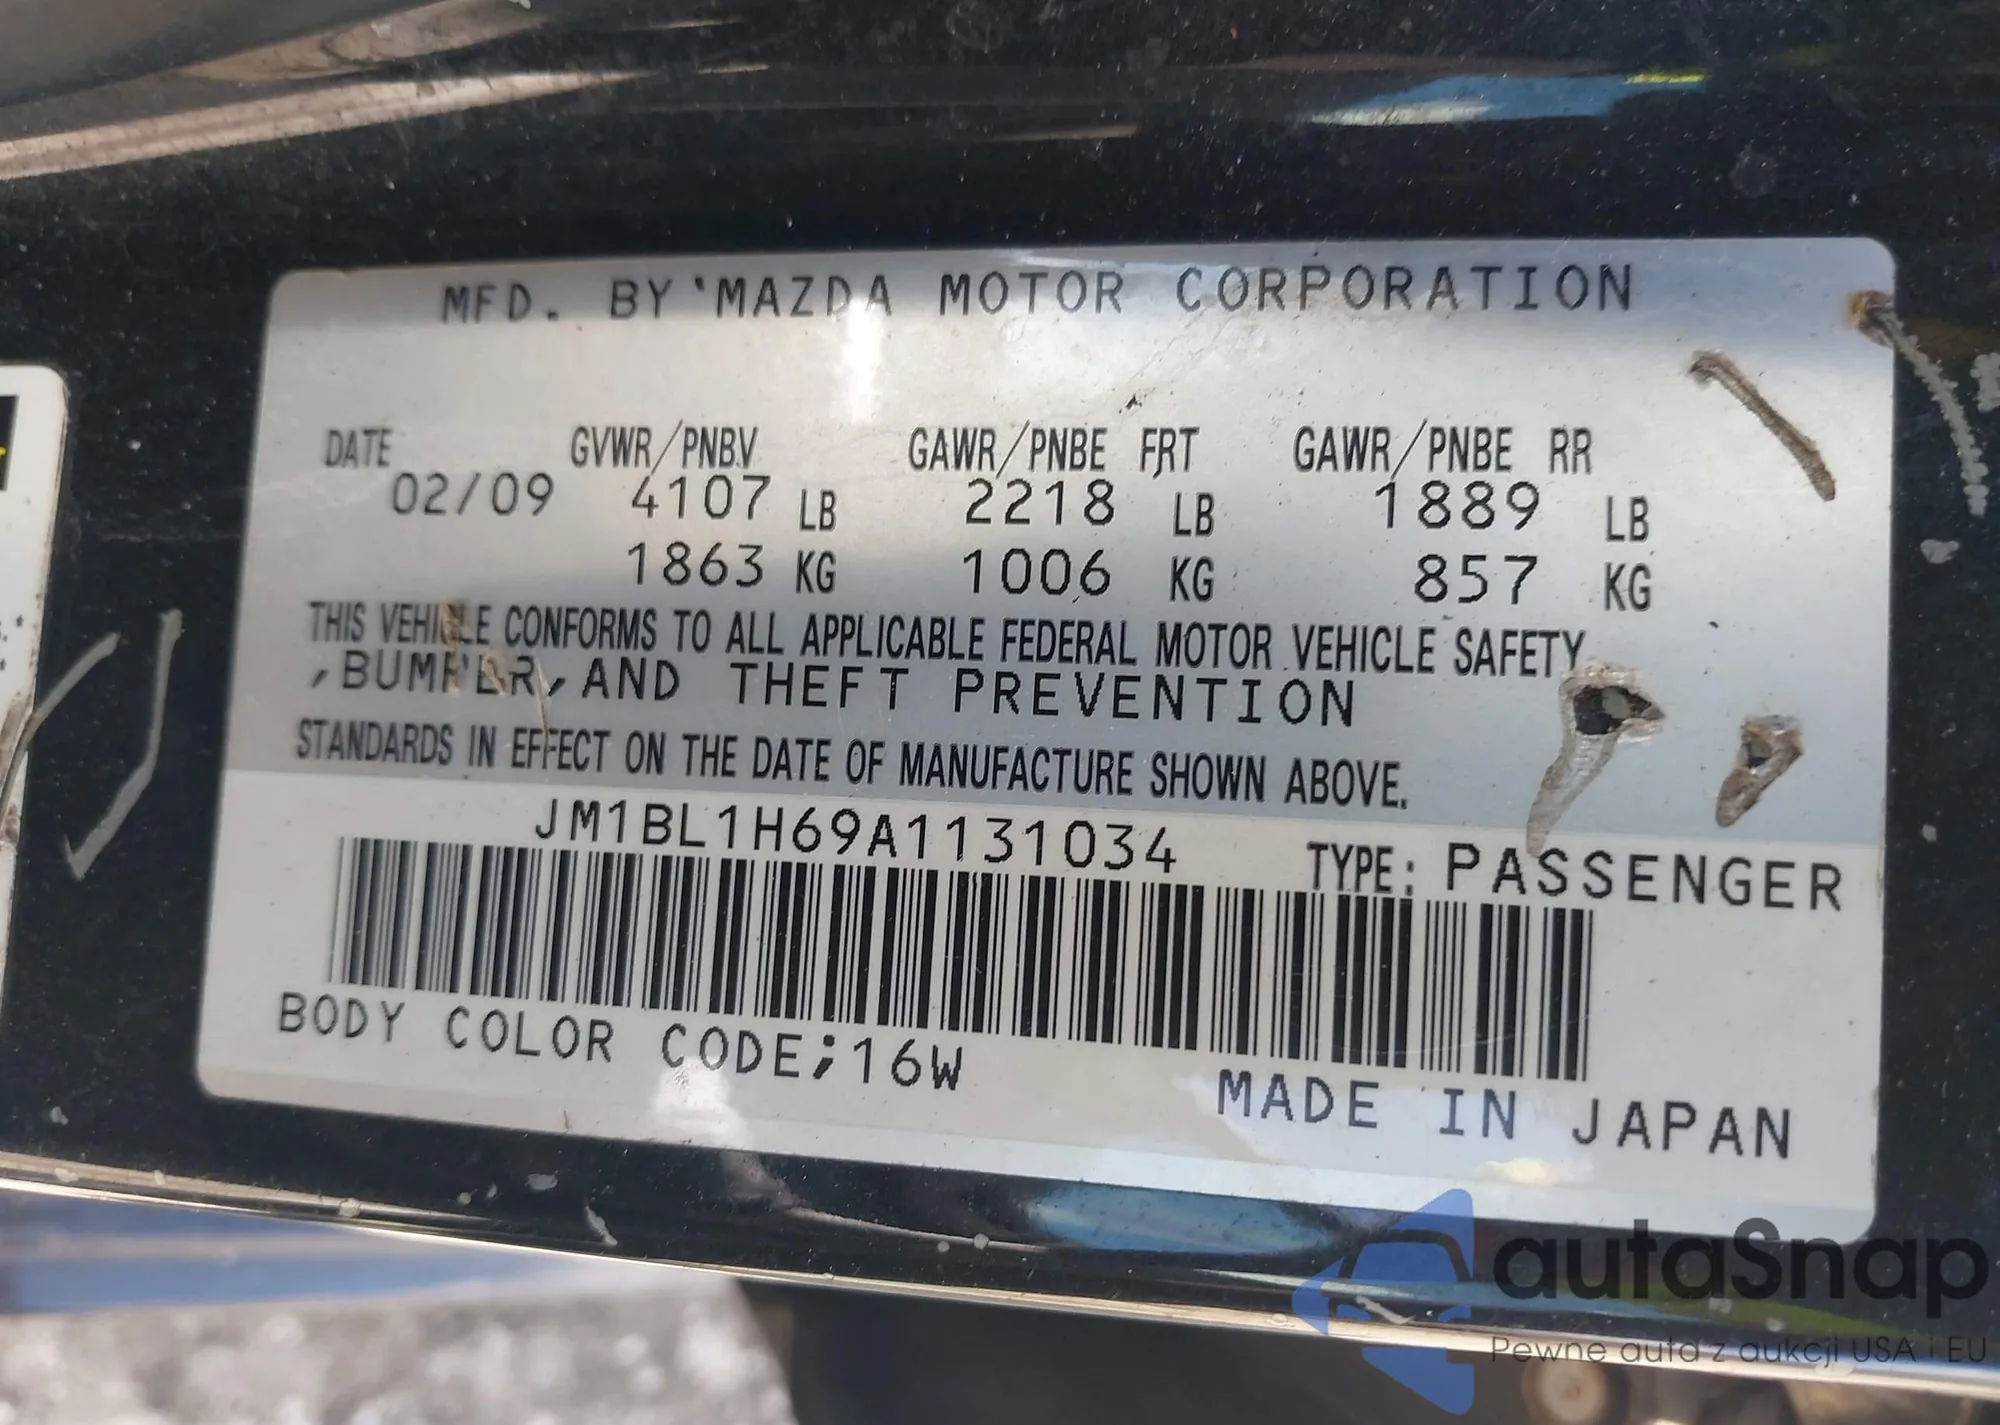 MFD. BY MAZDA MOTOR CORPORATION
DATE GVWR/PNBV GAWR/PNBE FRT GAWR/PNBE RR
02/09 4107 LB 2218 LB 1889 LB
1863 KG 1006 KG 857 KG
THIS VEHICLE CONFORMS TO ALL APPLICABLE FEDERAL MOTOR VEHICLE SAFETY
,BUMPER,AND THEFT PREVENTION
STANDARDS IN EFFECT ON THE DATE OF MANUFACTURE SHOWN ABOVE.
JM1BL1H69A1131034
TYPE: PASSENGER
BODY COLOR CODE;16W
MADE IN JAPAN
autaSnap
Pewne auta z aukcji USA i EU